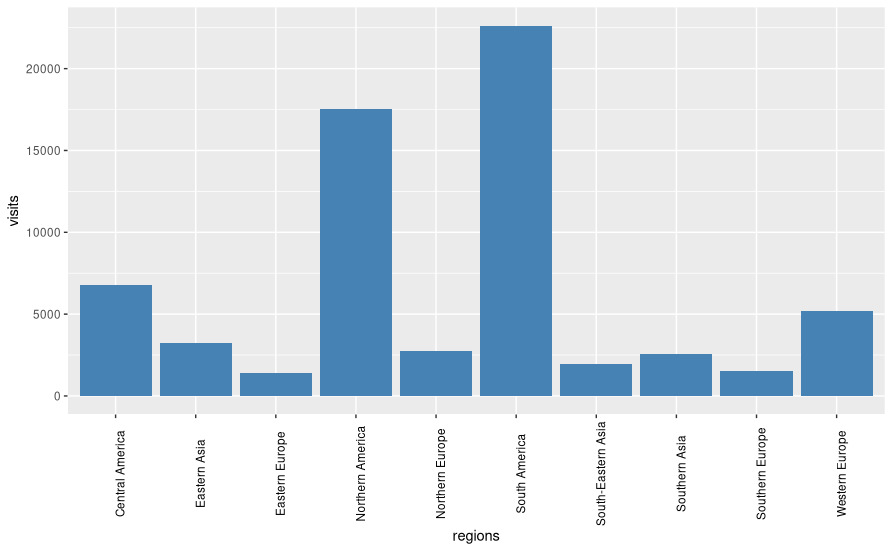 visits
20000
15000
10000
5000
0
Central America
Eastern Asia
Eastern Europe
Northern America
Northern Europe
South America
South-Eastern Asia
Southern Asia
Southern Europe
Western Europe
regions